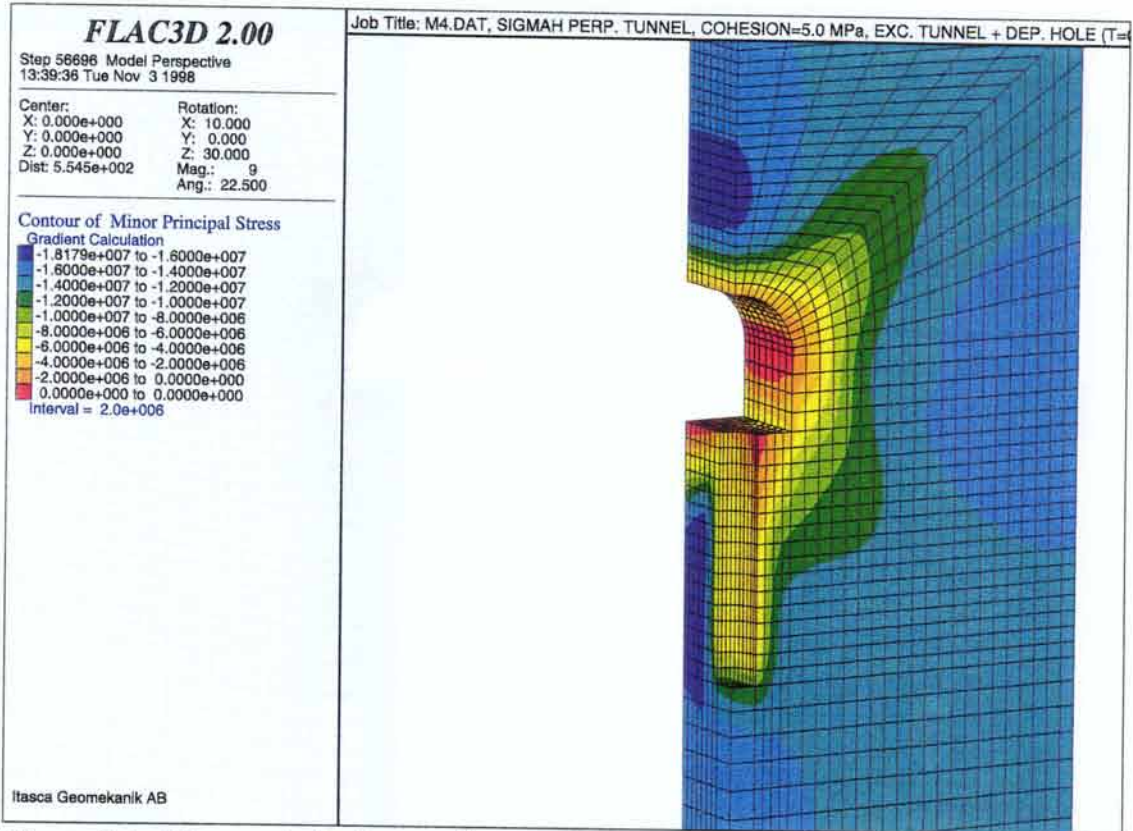 FLAC3D 2.00
Step 56696 Model Perspective
13:39:36 Tue Nov 3 1998
Center:
X: 0.000e+000
Y: 0.000e+000
Z: 0.000e+000
Dist: 5.545e+002
Rotation:
X: 10.000
Y: 0.000
Z: 30.000
Mag.: 9
Ang.: 22.500
Contour of Minor Principal Stress
Gradient Calculation
-1.8179e+007 to -1.6000e+007
-1.6000e+007 to -1.4000e+007
-1.4000e+007 to -1.2000e+007
-1.2000e+007 to -1.0000e+007
-1.0000e+007 to -8.0000e+006
-8.0000e+006 to -6.0000e+006
-6.0000e+006 to -4.0000e+006
-4.0000e+006 to -2.0000e+006
-2.0000e+006 to 0.0000e+000
0.0000e+000 to 0.0000e+000
Interval = 2.0e+006
Itasca Geomekanik AB
Job Title: M4.DAT, SIGMAH PERP. TUNNEL, COHESION=5.0 MPa, EXC. TUNNEL + DEP. HOLE (T=